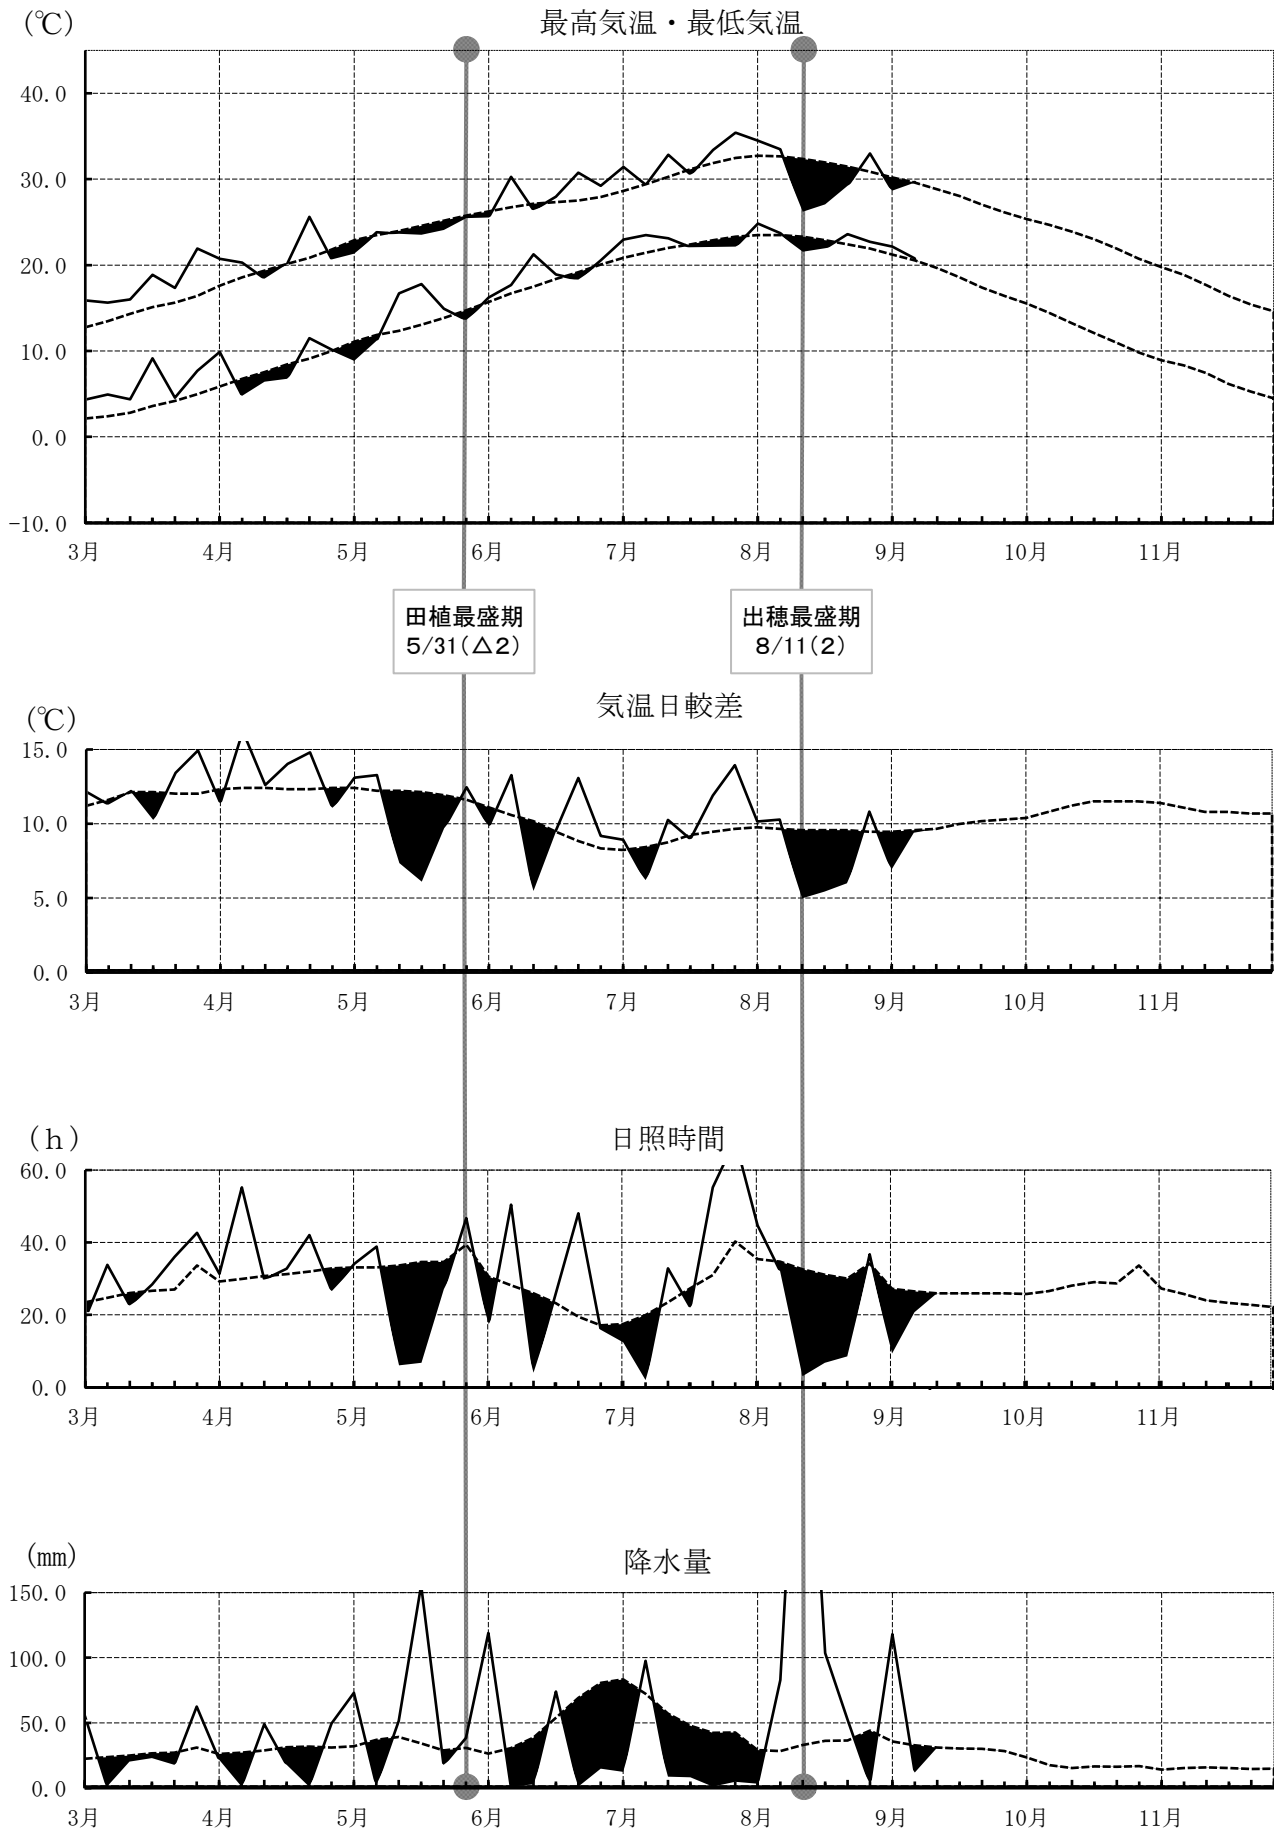 (℃)
最高気温・最低気温
40.0
30.0
20.0
10.0
0.0
-10.0
3月 4月 5月 6月 7月 8月 9月 10月 11月
田植最盛期
5/31(△2)
出穂最盛期
8/11(2)
(℃)
気温日較差
15.0
10.0
5.0
0.0
3月 4月 5月 6月 7月 8月 9月 10月 11月
(ｈ)
日照時間
60.0
40.0
20.0
0.0
3月 4月 5月 6月 7月 8月 9月 10月 11月
(㎜)
降水量
150.0
100.0
50.0
0.0
3月 4月 5月 6月 7月 8月 9月 10月 11月